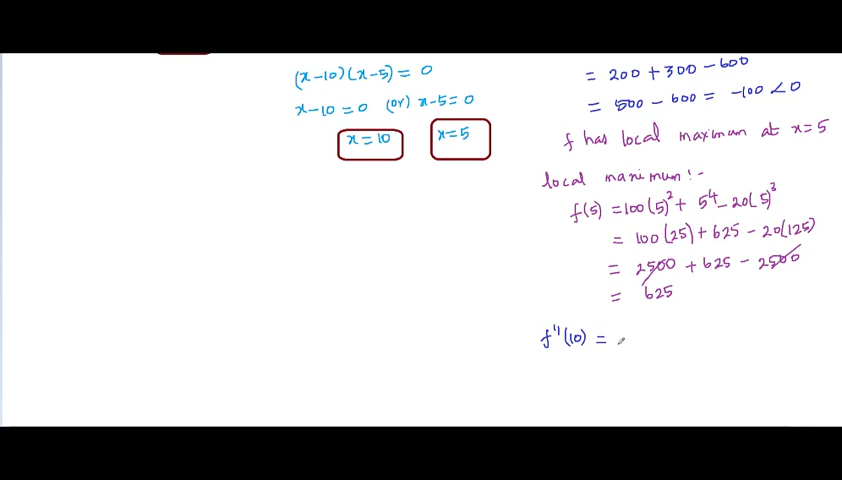 (x-10)(x-5) = 0
x-10 = 0 (or) x-5 = 0
x = 10 x = 5
= 200 + 300 - 600
= 500 - 600 = -100 < 0
f has local maximum at x = 5
local maximum :-
f(5) = 100(5)² + 5⁴ - 20(5)³
= 100(25) + 625 - 20(125)
= 2500 + 625 - 2500
= 625
f''(10) =